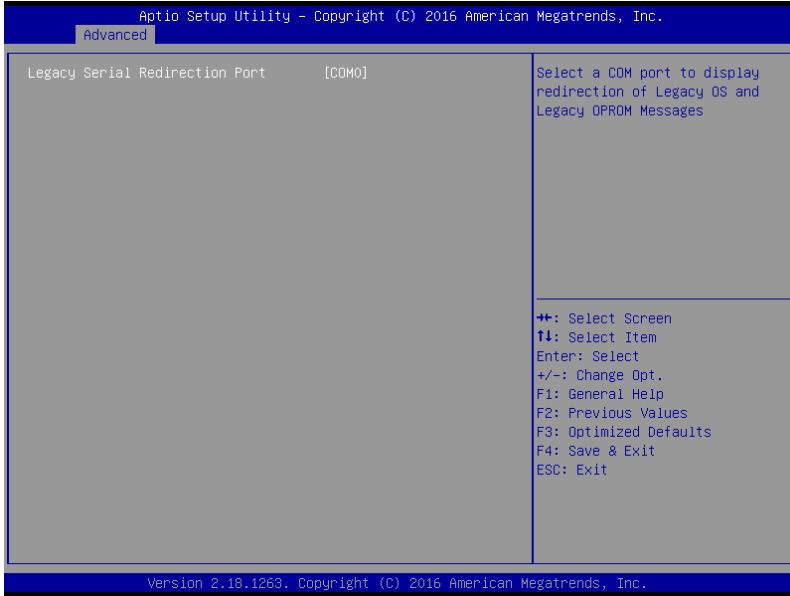 Aptio Setup Utility – Copyright (C) 2016 American Megatrends, Inc.
Advanced
Legacy Serial Redirection Port [COM0]
Select a COM port to display
redirection of Legacy OS and
Legacy OPROM Messages
→←: Select Screen
↑↓: Select Item
Enter: Select
+/-: Change Opt.
F1: General Help
F2: Previous Values
F3: Optimized Defaults
F4: Save & Exit
ESC: Exit
Version 2.18.1263. Copyright (C) 2016 American Megatrends, Inc.